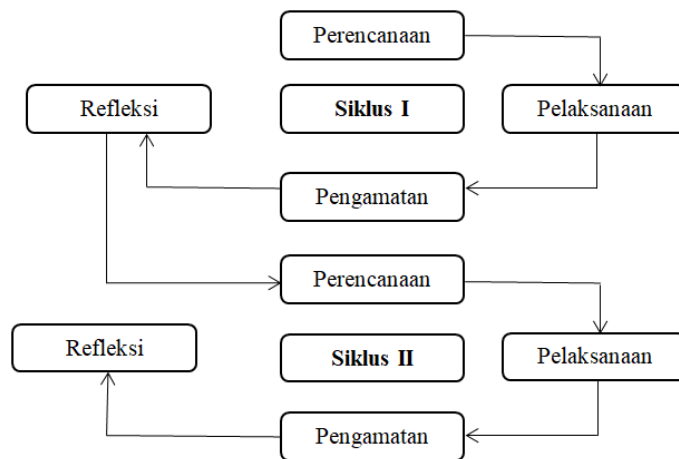 Perencanaan
Refleksi
Siklus I
Pelaksanaan
Pengamatan
Perencanaan
Refleksi
Siklus II
Pelaksanaan
Pengamatan